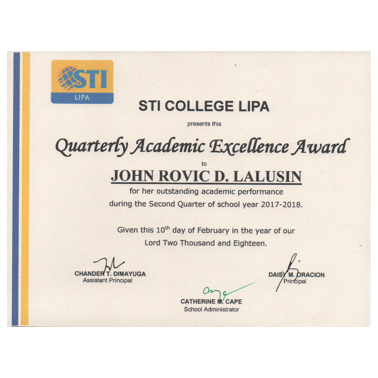 STI
LIPA
STI COLLEGE LIPA
presents this
Quarterly Academic Excellence Award
to
JOHN ROVIC D. LALUSIN
for her outstanding academic performance
during the Second Quarter of school year 2017-2018.
Given this 10th day of February in the year of our
Lord Two Thousand and Eighteen.
CHANDER T. DIMAYUGA
Assistant Principal
DAISY M. DRACION
Principal
CATHERINE M. CAPE
School Administrator